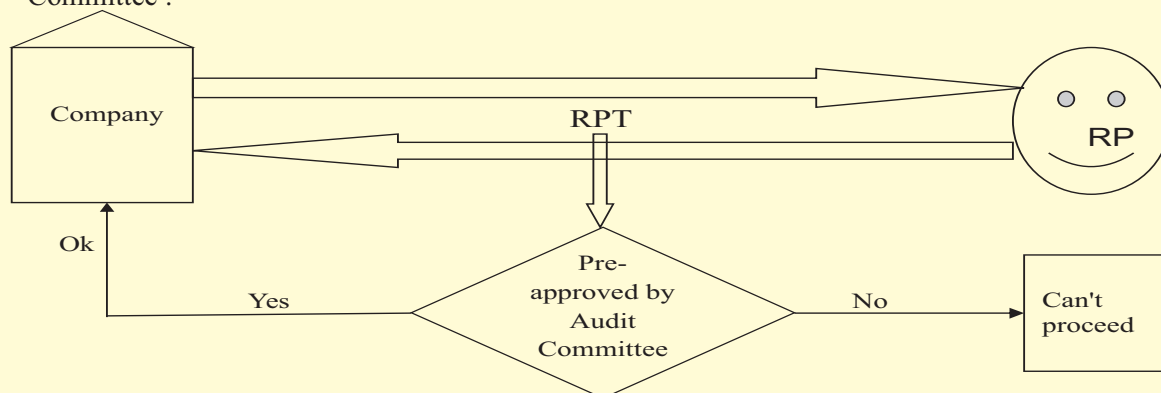 Committee :
Company
RPT
RP
Ok
Pre-
approved by
Audit
Committee
Yes
No
Can't
proceed